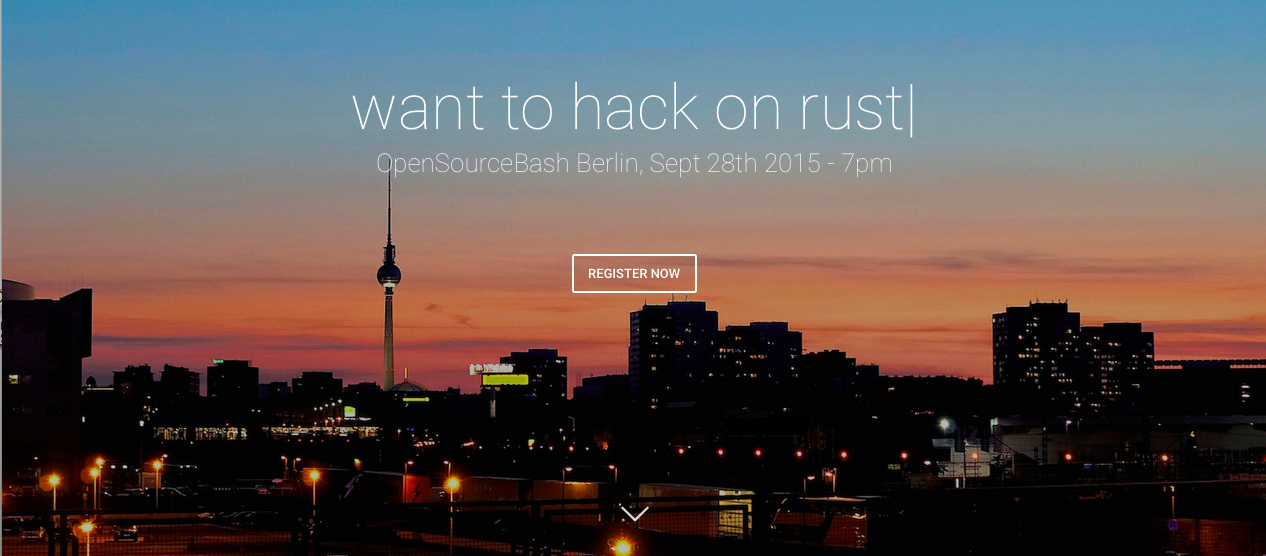 want to hack on rust|
OpenSourceBash Berlin, Sept 28th 2015 - 7pm
REGISTER NOW